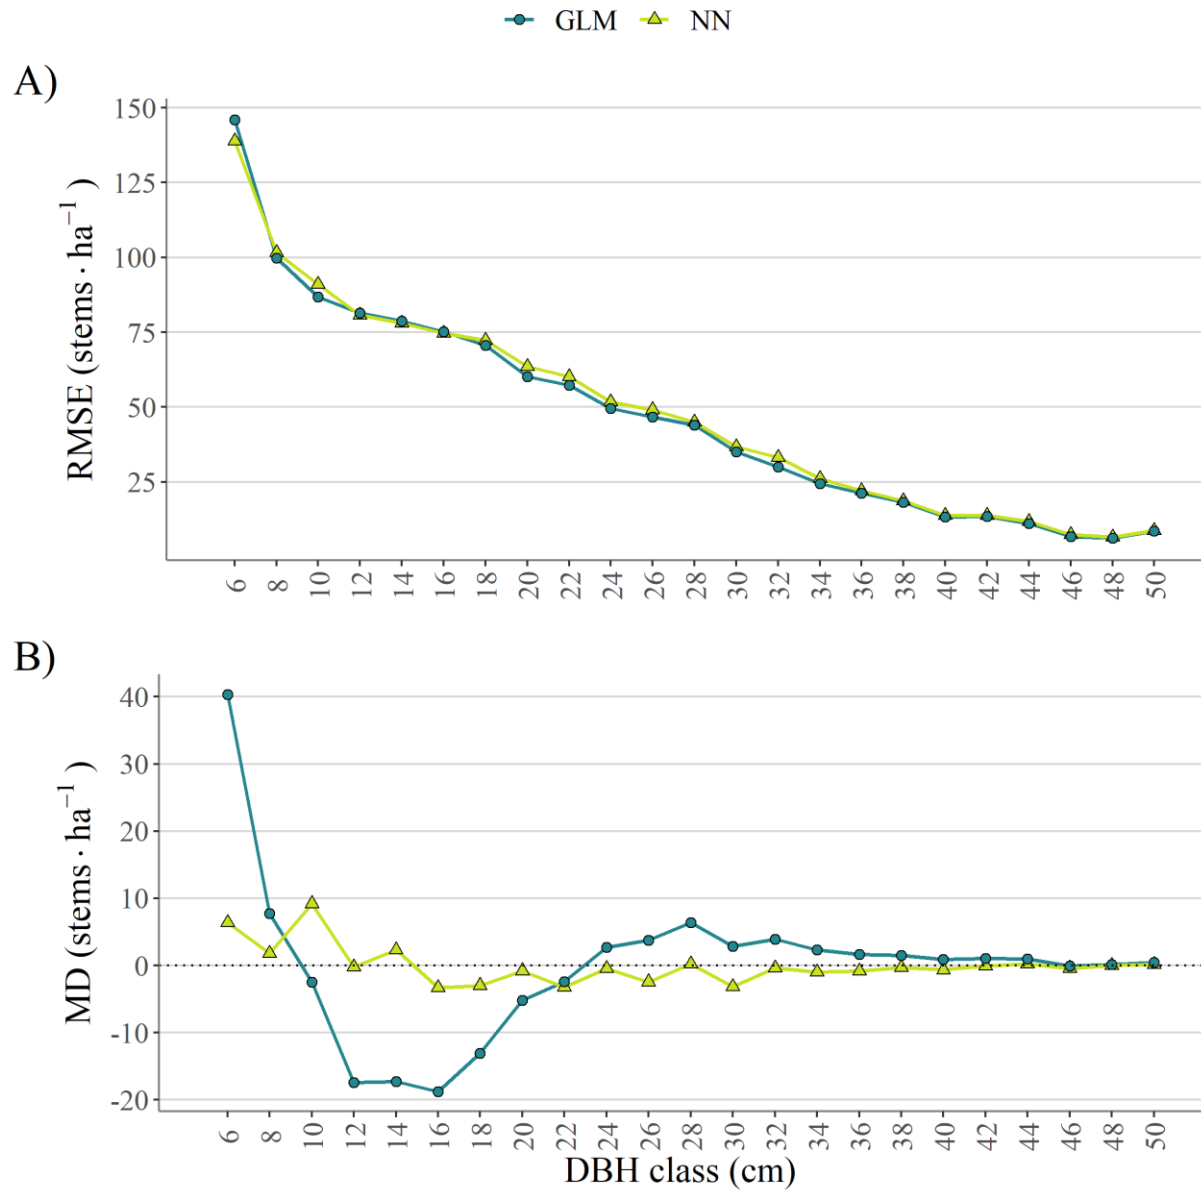 GLM NN
A)
150
125
100
75
50
25
RMSE (stems · ha⁻¹ )
6 8 10 12 14 16 18 20 22 24 26 28 30 32 34 36 38 40 42 44 46 48 50
B)
40
30
20
10
0
-10
-20
MD (stems · ha⁻¹ )
6 8 10 12 14 16 18 20 22 24 26 28 30 32 34 36 38 40 42 44 46 48 50
DBH class (cm)